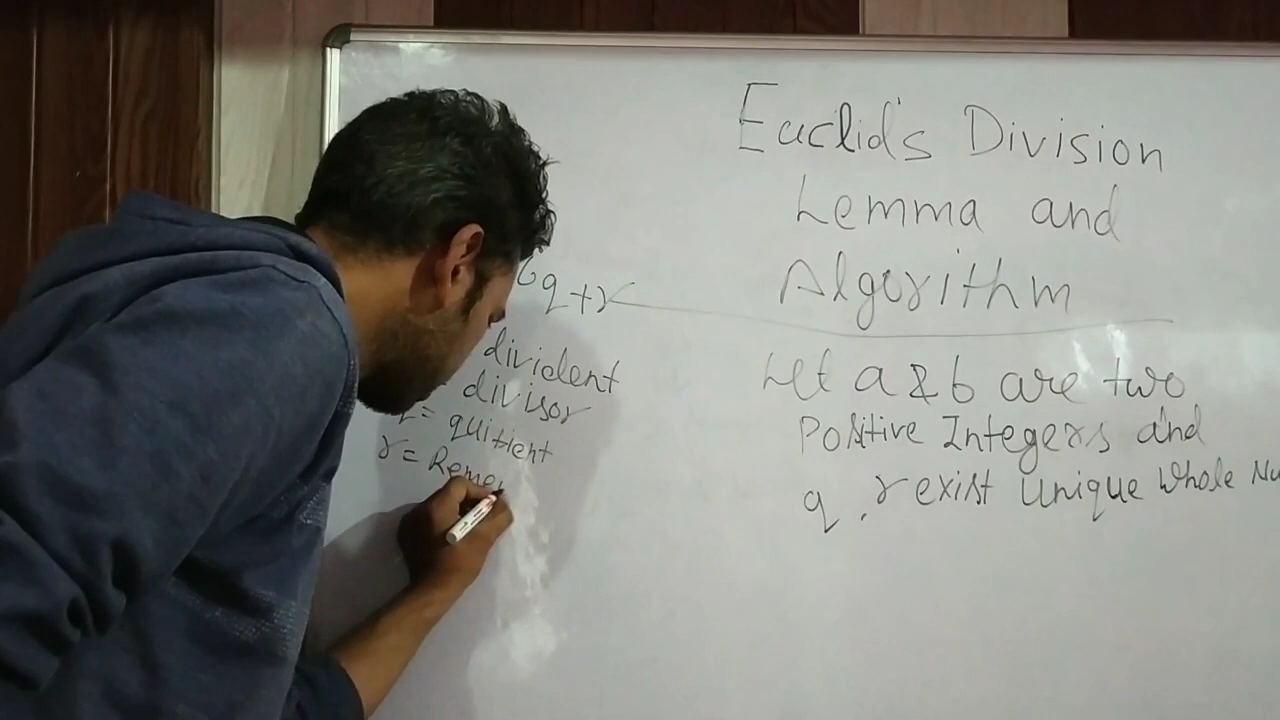 Euclid's Division
Lemma and
Algorithm
bq + r
divident
divisor
q = quitient
r = Reme
Let a & b are two
Positive Integers and
q, r exist unique whole Nu